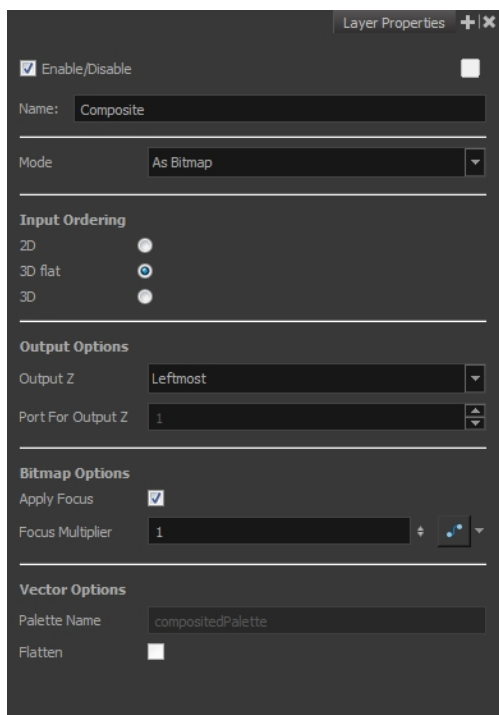 Layer Properties
Enable/Disable
Name: Composite
Mode As Bitmap
Input Ordering
2D
3D flat
3D
Output Options
Output Z Leftmost
Port For Output Z 1
Bitmap Options
Apply Focus
Focus Multiplier 1
Vector Options
Palette Name compositedPalette
Flatten